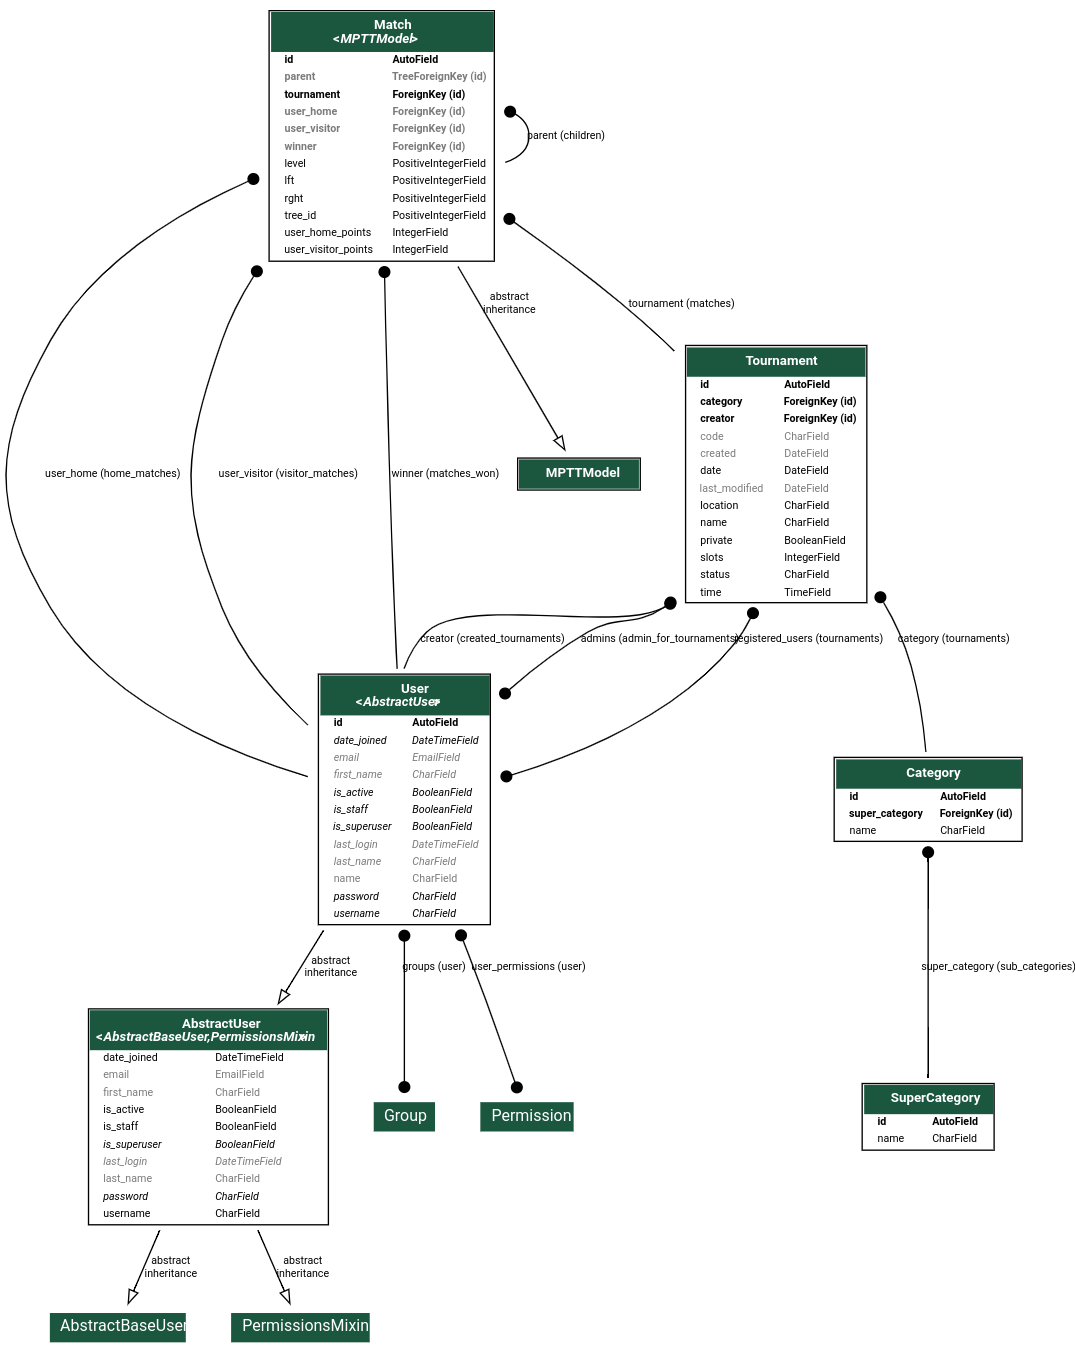 Match
<MPTTModel>
id AutoField
parent TreeForeignKey (id)
tournament ForeignKey (id)
user_home ForeignKey (id)
user_visitor ForeignKey (id)
winner ForeignKey (id)
level PositiveIntegerField
lft PositiveIntegerField
rght PositiveIntegerField
tree_id PositiveIntegerField
user_home_points IntegerField
user_visitor_points IntegerField
parent (children)
abstract
inheritance
tournament (matches)
Tournament
id AutoField
category ForeignKey (id)
creator ForeignKey (id)
code CharField
created DateField
date DateField
last_modified DateField
location CharField
name CharField
private BooleanField
slots IntegerField
status CharField
time TimeField
user_home (home_matches)
user_visitor (visitor_matches)
winner (matches_won)
MPTTModel
creator (created_tournaments)
admins (admin_for_tournaments)
registered_users (tournaments)
category (tournaments)
User
<AbstractUser>
id AutoField
date_joined DateTimeField
email EmailField
first_name CharField
is_active BooleanField
is_staff BooleanField
is_superuser BooleanField
last_login DateTimeField
last_name CharField
name CharField
password CharField
username CharField
Category
id AutoField
super_category ForeignKey (id)
name CharField
abstract
inheritance
groups (user)
user_permissions (user)
super_category (sub_categories)
AbstractUser
<AbstractBaseUser,PermissionsMixin>
date_joined DateTimeField
email EmailField
first_name CharField
is_active BooleanField
is_staff BooleanField
is_superuser BooleanField
last_login DateTimeField
last_name CharField
password CharField
username CharField
Group
Permission
SuperCategory
id AutoField
name CharField
abstract
inheritance
abstract
inheritance
AbstractBaseUser
PermissionsMixin